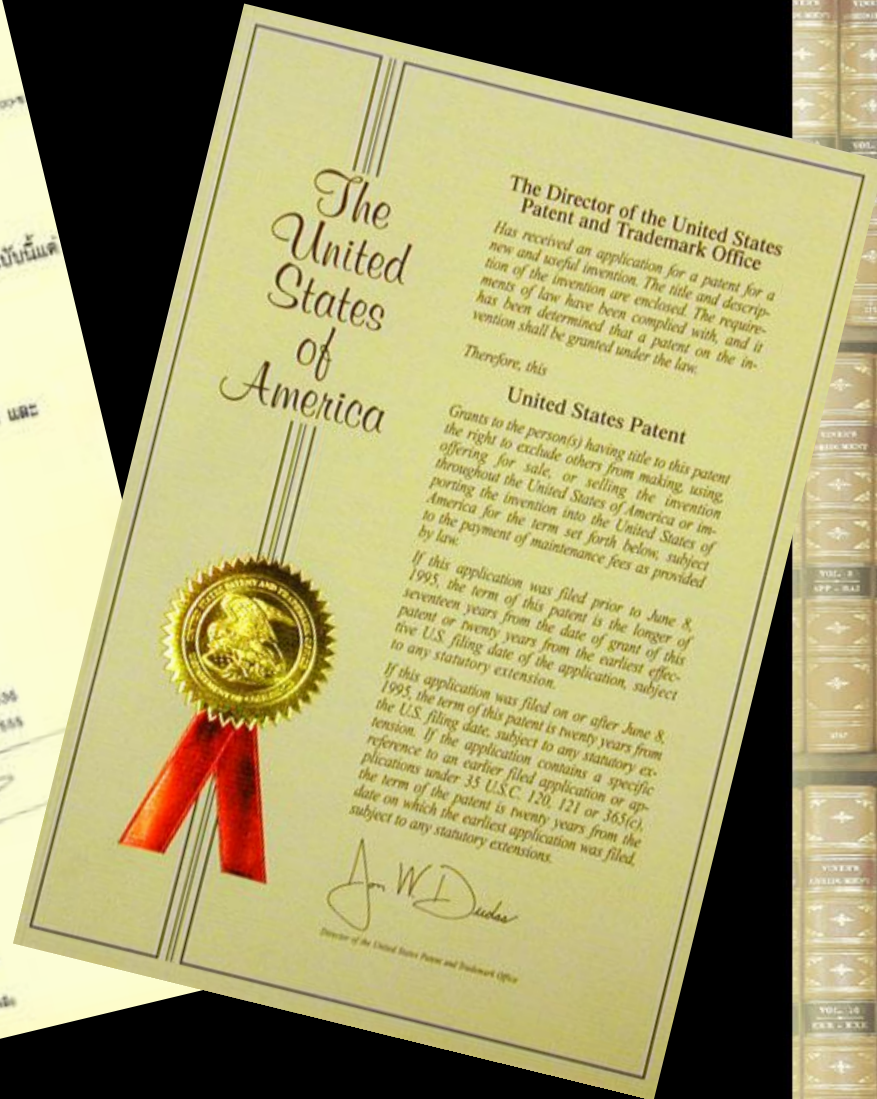 The
United
States
of
America
The Director of the United States
Patent and Trademark Office
Has received an application for a patent for a
new and useful invention. The title and descrip-
tion of the invention are enclosed. The require-
ments of law have been complied with, and it
has been determined that a patent on the in-
vention shall be granted under the law.
Therefore, this
United States Patent
Grants to the person(s) having title to this patent
the right to exclude others from making, using,
offering for sale, or selling the invention
throughout the United States of America or im-
porting the invention into the United States of
America for the term set forth below, subject
to the payment of maintenance fees as provided
by law.
If this application was filed prior to June 8,
1995, the term of this patent is the longer of
seventeen years from the date of grant of this
patent or twenty years from the earliest effec-
tive U.S. filing date of the application, subject
to any statutory extension.
If this application was filed on or after June 8,
1995, the term of this patent is twenty years from
the U.S. filing date, subject to any statutory ex-
tension. If the application contains a specific
reference to an earlier filed application or ap-
plications under 35 U.S.C. 120, 121 or 365(c),
the term of the patent is twenty years from the
date on which the earliest application was filed,
subject to any statutory extensions.
Jon W Dudas
Director of the United States Patent and Trademark Office
และ
VOL.
VOL. 10